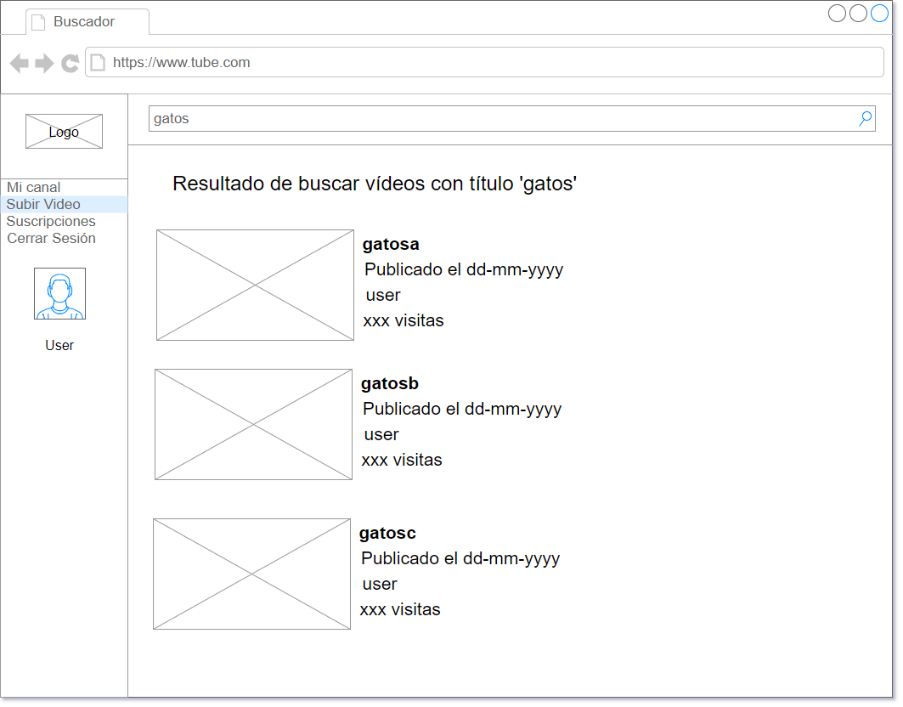 Buscador
https://www.tube.com
Logo
gatos
Mi canal
Subir Video
Suscripciones
Cerrar Sesión
User
Resultado de buscar vídeos con título 'gatos'
gatosa
Publicado el dd-mm-yyyy
user
xxx visitas
gatosb
Publicado el dd-mm-yyyy
user
xxx visitas
gatosc
Publicado el dd-mm-yyyy
user
xxx visitas